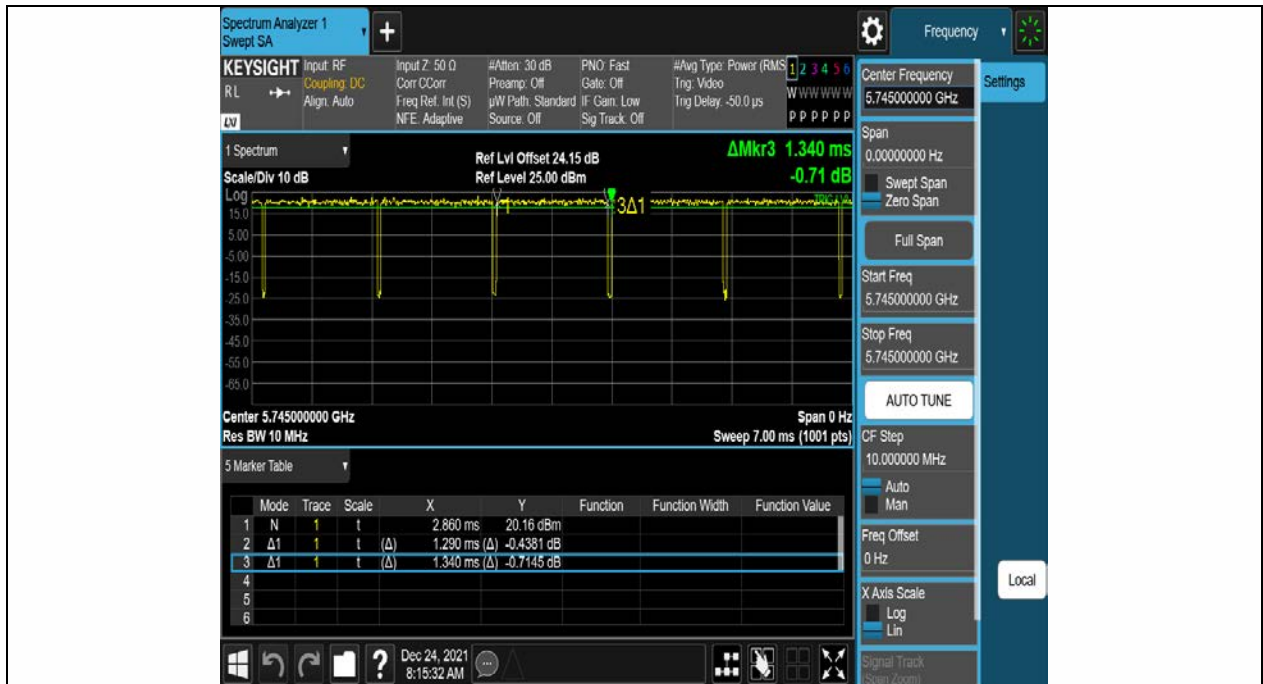 Spectrum Analyzer 1
Swept SA
Frequency
KEYSIGHT
RL
LXI
Input: RF
Coupling: DC
Align: Auto
Input Z: 50 Ω
Corr CCorr
Freq Ref: Int (S)
NFE: Adaptive
#Atten: 30 dB
Preamp: Off
µW Path: Standard
Source: Off
PNO: Fast
Gate: Off
IF Gain: Low
Sig Track: Off
#Avg Type: Power (RMS
Trig: Video
Trig Delay: -50.0 µs
1 2 3 4 5 6
W W W W W W
P P P P P P
1 Spectrum
Scale/Div 10 dB
Ref Lvl Offset 24.15 dB
Ref Level 25.00 dBm
ΔMkr3 1.340 ms
-0.71 dB
Log
15.0
5.00
-5.00
-15.0
-25.0
-35.0
-45.0
-55.0
-65.0
1
3Δ1
Center 5.745000000 GHz
Res BW 10 MHz
Span 0 Hz
Sweep 7.00 ms (1001 pts)
5 Marker Table
Mode Trace Scale X Y Function Function Width Function Value
1 N 1 t 2.860 ms 20.16 dBm
2 Δ1 1 t (Δ) 1.290 ms (Δ) -0.4381 dB
3 Δ1 1 t (Δ) 1.340 ms (Δ) -0.7145 dB
4
5
6
Dec 24, 2021
8:15:32 AM
Center Frequency
5.745000000 GHz
Settings
Span
0.00000000 Hz
Swept Span
Zero Span
Full Span
Start Freq
5.745000000 GHz
Stop Freq
5.745000000 GHz
AUTO TUNE
CF Step
10.000000 MHz
Auto
Man
Freq Offset
0 Hz
X Axis Scale
Log
Lin
Signal Track
(Span Zoom)
Local